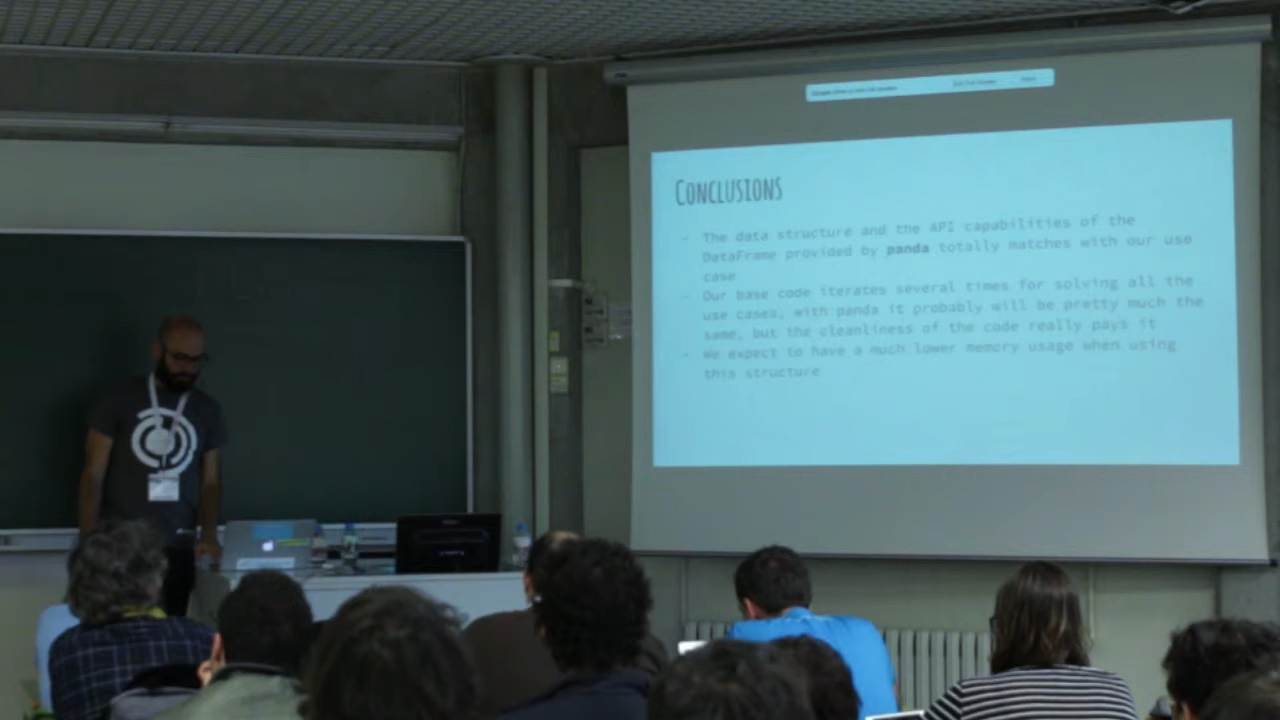 CONCLUSIONS
- The data structure and the API capabilities of the
DataFrame provided by panda totally matches with our use
case
- Our base code iterates several times for solving all the
use cases, with panda it probably will be pretty much the
same, but the cleanliness of the code really pays it
- We expect to have a much lower memory usage when using
this structure